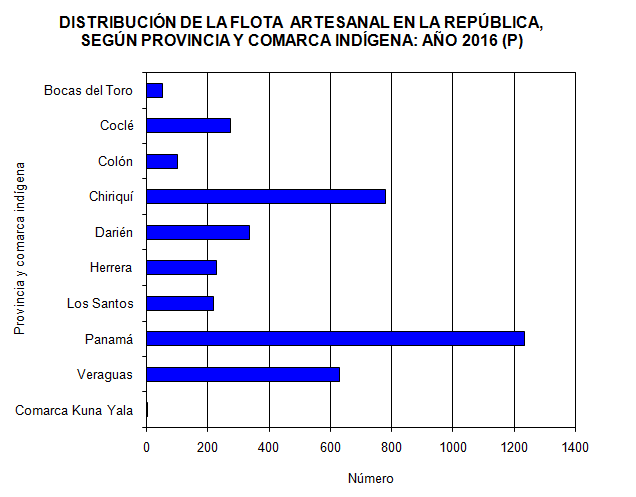 DISTRIBUCIÓN DE LA FLOTA ARTESANAL EN LA REPÚBLICA,
SEGÚN PROVINCIA Y COMARCA INDÍGENA: AÑO 2016 (P)
Provincia y comarca indígena
Bocas del Toro
Coclé
Colón
Chiriquí
Darién
Herrera
Los Santos
Panamá
Veraguas
Comarca Kuna Yala
0 200 400 600 800 1000 1200 1400
Número